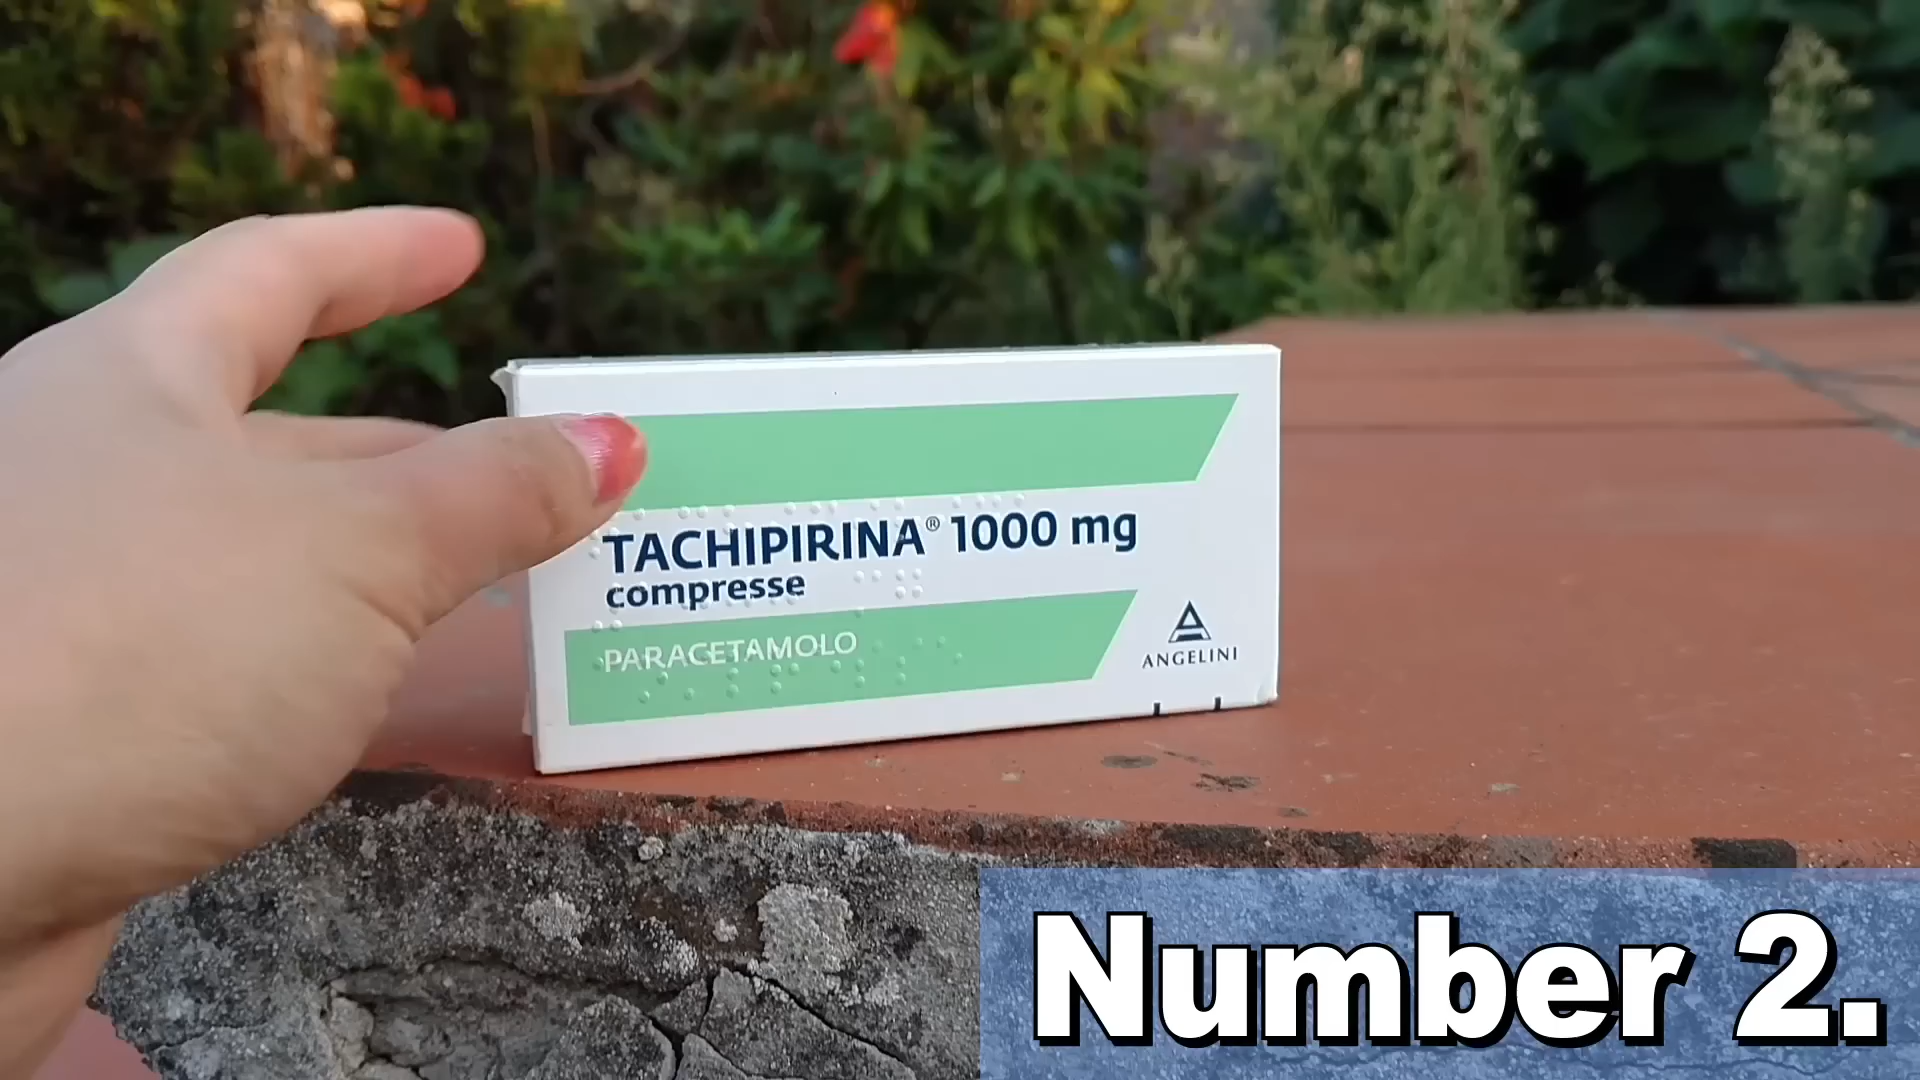 TACHIPIRINA® 1000 mg
compresse
PARACETAMOLO
ANGELINI
Number 2.